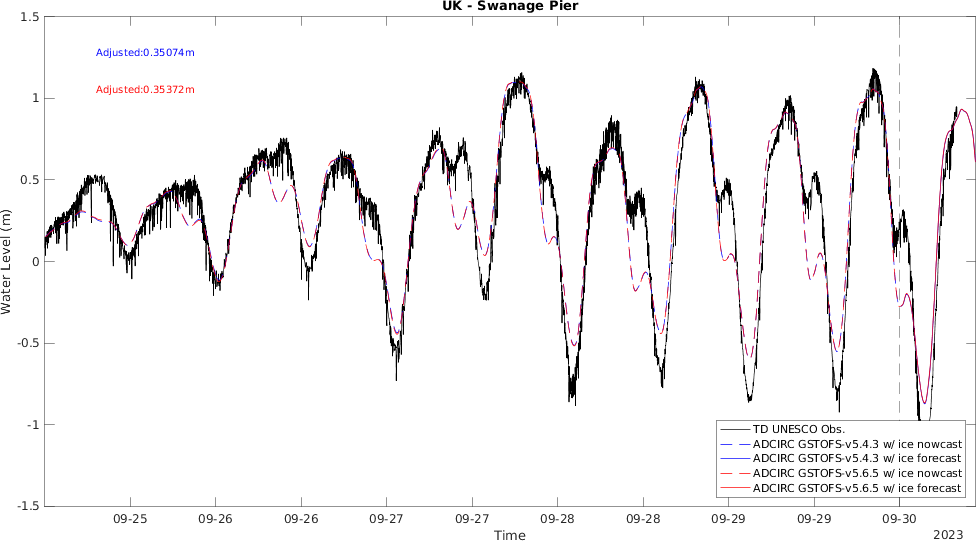 UK - Swanage Pier
Adjusted:0.35074m
Adjusted:0.35372m
1.5
1
0.5
0
-0.5
-1
-1.5
Water Level (m)
TD UNESCO Obs.
ADCIRC GSTOFS-v5.4.3 w/ ice nowcast
ADCIRC GSTOFS-v5.4.3 w/ ice forecast
ADCIRC GSTOFS-v5.6.5 w/ ice nowcast
ADCIRC GSTOFS-v5.6.5 w/ ice forecast
09-25 09-26 09-26 09-27 09-27 09-28 09-28 09-29 09-29 09-30
Time
2023